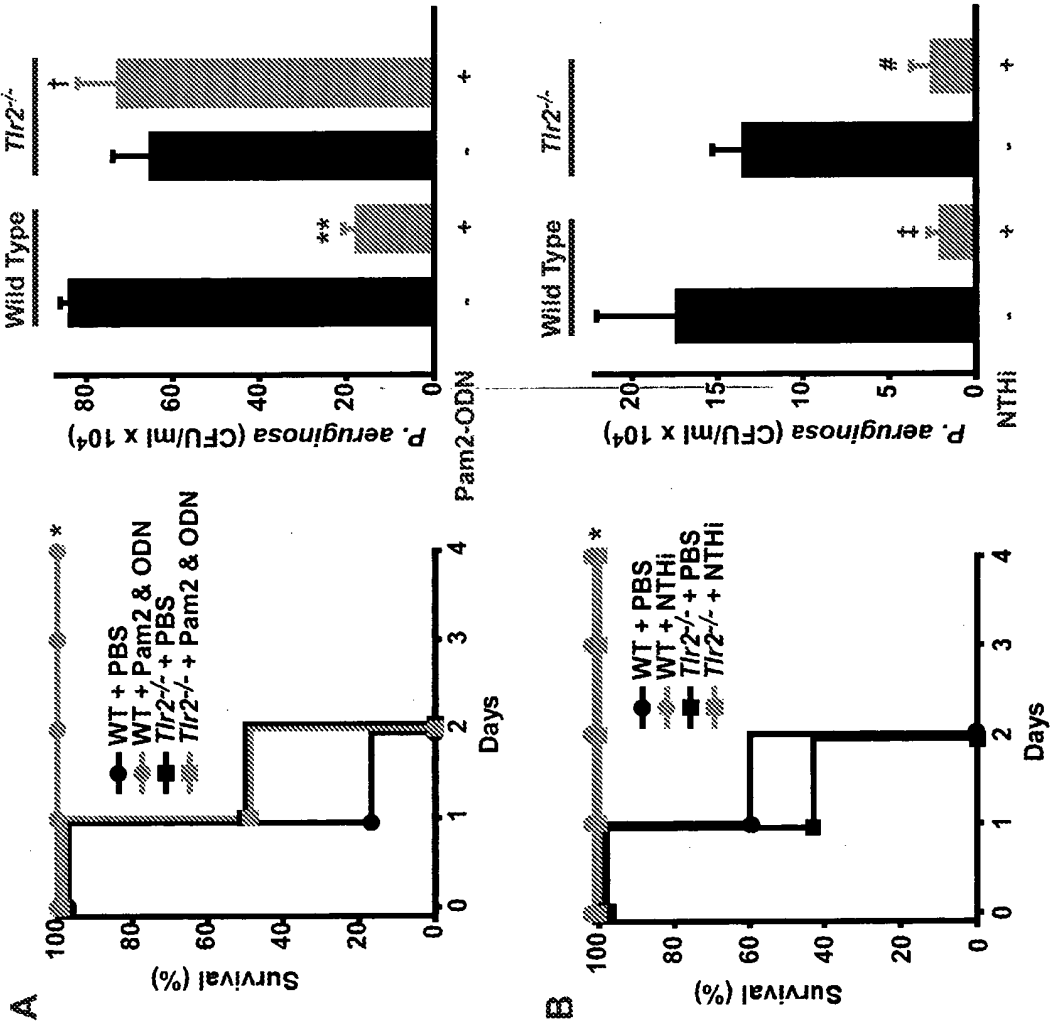 A
Survival (%)
100
80
60
40
20
0
WT + PBS
WT + Pam2 & ODN
Tlr2-/- + PBS
Tlr2-/- + Pam2 & ODN
*
0 1 2 3 4
Days
P. aeruginosa (CFU/ml x 10⁴)
80
60
40
20
0
Wild Type
Tlr2-/-
**
†
Pam2-ODN - + - +
B
Survival (%)
100
80
60
40
20
0
WT + PBS
WT + NTHi
Tlr2-/- + PBS
Tlr2-/- + NTHi
*
0 1 2 3 4
Days
P. aeruginosa (CFU/ml x 10⁴)
20
15
10
5
0
Wild Type
Tlr2-/-
‡
#
NTHi - + - +